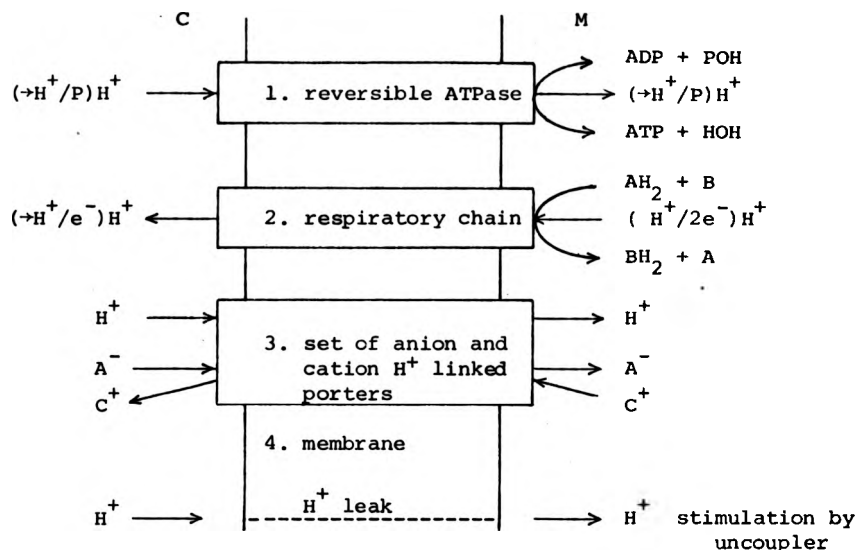 C M
ADP + POH
(→H⁺/P)H⁺ 1. reversible ATPase (→H⁺/P)H⁺
ATP + HOH
AH₂ + B
(→H⁺/e⁻)H⁺ 2. respiratory chain ( H⁺/2e⁻)H⁺
BH₂ + A
H⁺ H⁺
3. set of anion and
A⁻ cation H⁺ linked A⁻
porters
C⁺ C⁺
4. membrane
H⁺ leak
H⁺ H⁺ stimulation by
uncoupler